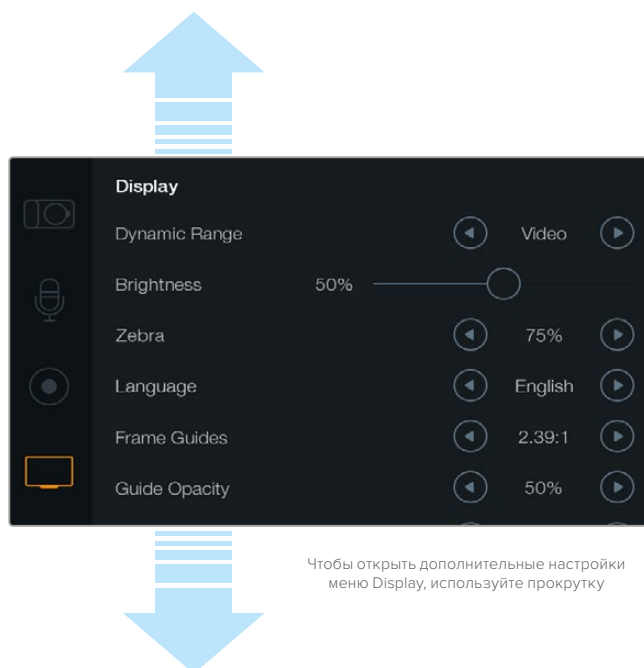 Display
Dynamic Range Video
Brightness 50%
Zebra 75%
Language English
Frame Guides 2.39:1
Guide Opacity 50%
Чтобы открыть дополнительные настройки
меню Display, используйте прокрутку